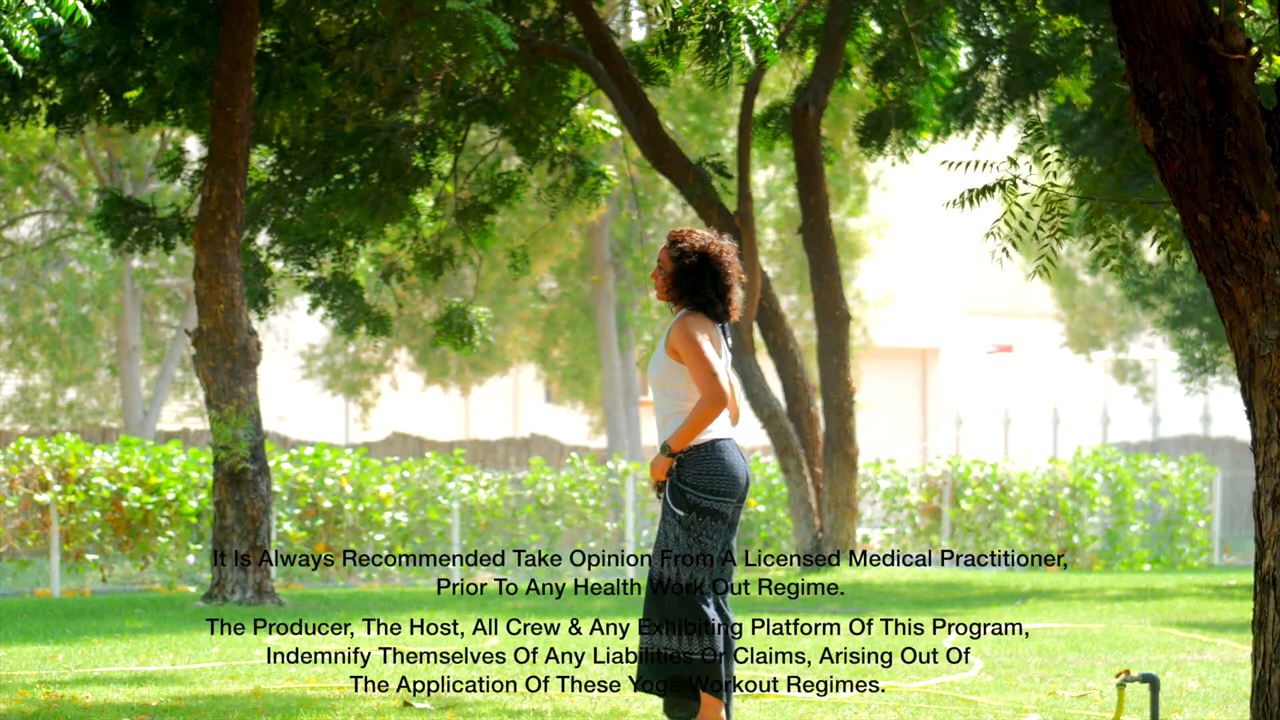 It Is Always Recommended Take Opinion From A Licensed Medical Practitioner,
Prior To Any Health Work Out Regime.
The Producer, The Host, All Crew & Any Exhibiting Platform Of This Program,
Indemnify Themselves Of Any Liabilities Or Claims, Arising Out Of
The Application Of These Yoga Workout Regimes.